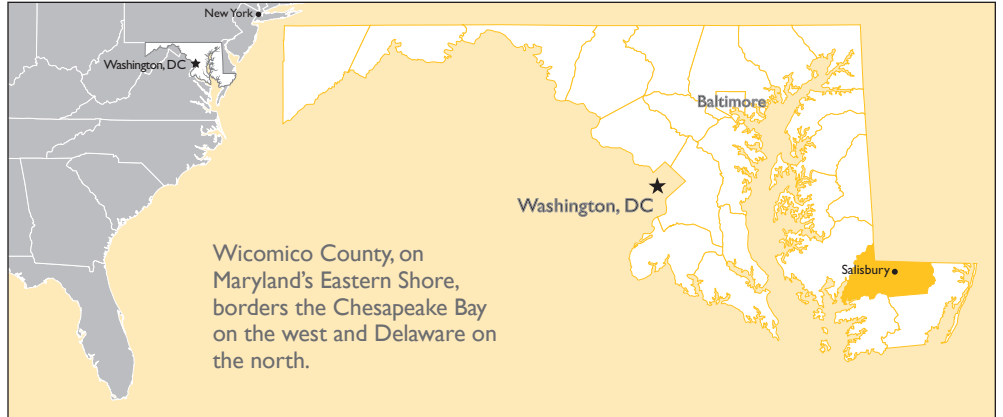 New York
Washington, DC
Baltimore
Washington, DC
Salisbury
Wicomico County, on
Maryland’s Eastern Shore,
borders the Chesapeake Bay
on the west and Delaware on
the north.